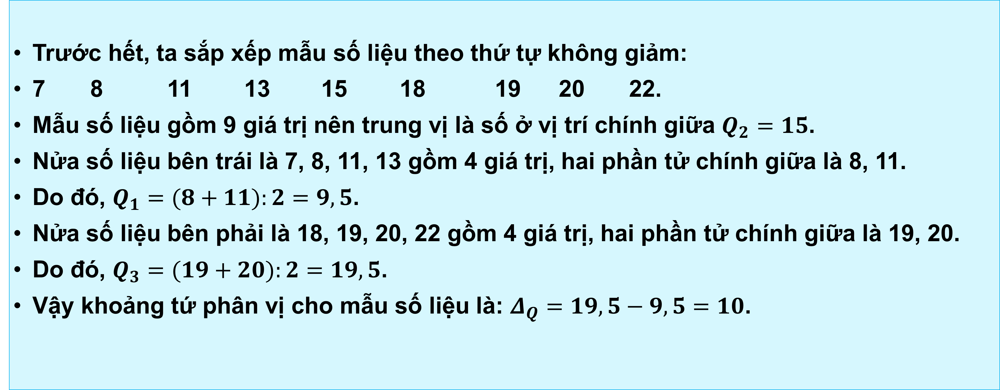 • Trước hết, ta sắp xếp mẫu số liệu theo thứ tự không giảm:
• 7 8 11 13 15 18 19 20 22.
• Mẫu số liệu gồm 9 giá trị nên trung vị là số ở vị trí chính giữa Q₂ = 15.
• Nửa số liệu bên trái là 7, 8, 11, 13 gồm 4 giá trị, hai phần tử chính giữa là 8, 11.
• Do đó, Q₁ = (8 + 11): 2 = 9, 5.
• Nửa số liệu bên phải là 18, 19, 20, 22 gồm 4 giá trị, hai phần tử chính giữa là 19, 20.
• Do đó, Q₃ = (19 + 20): 2 = 19, 5.
• Vậy khoảng tứ phân vị cho mẫu số liệu là: Δ_Q = 19, 5 − 9, 5 = 10.